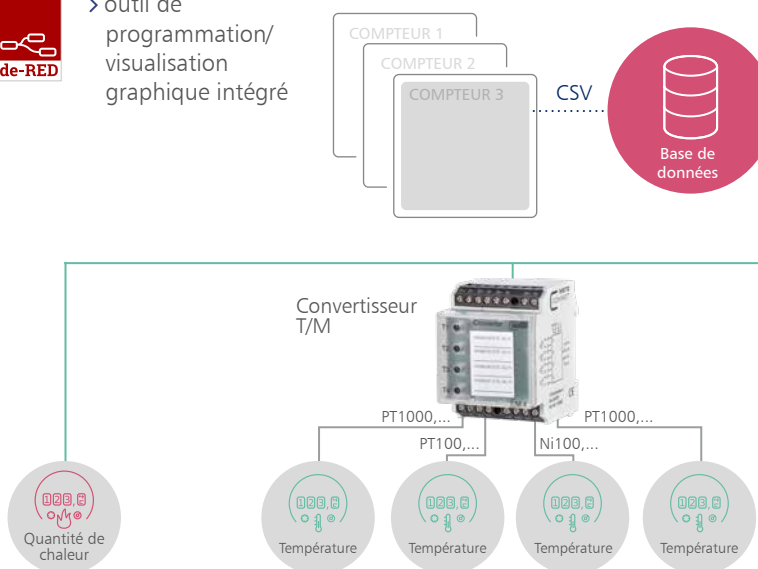 de-RED
> outil de
programmation/
visualisation
graphique intégré
COMPTEUR 1
COMPTEUR 2
COMPTEUR 3
CSV
Base de
données
Convertisseur
T/M
PT1000,...
PT100,...
Ni100,...
PT1000,...
Quantité de
chaleur
Température
Température
Température
Température